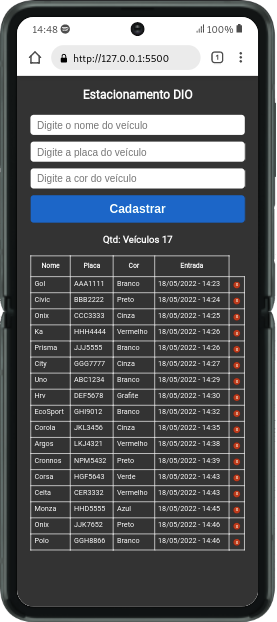 14:48 100%
http://127.0.0.1:5500 1
Estacionamento DIO
Digite o nome do veículo
Digite a placa do veículo
Digite a cor do veículo
Cadastrar
Qtd: Veículos 17
Nome Placa Cor Entrada
Gol AAA1111 Branco 18/05/2022 - 14:23
Civic BBB2222 Preto 18/05/2022 - 14:24
Onix CCC3333 Cinza 18/05/2022 - 14:25
Ka HHH4444 Vermelho 18/05/2022 - 14:26
Prisma JJJ5555 Branco 18/05/2022 - 14:26
City GGG7777 Cinza 18/05/2022 - 14:27
Uno ABC1234 Branco 18/05/2022 - 14:29
Hrv DEF5678 Grafite 18/05/2022 - 14:30
EcoSport GHI9012 Branco 18/05/2022 - 14:32
Corola JKL3456 Cinza 18/05/2022 - 14:35
Argos LKJ4321 Vermelho 18/05/2022 - 14:38
Cronnos NPM5432 Preto 18/05/2022 - 14:39
Corsa HGF5643 Verde 18/05/2022 - 14:43
Celta CER3332 Vermelho 18/05/2022 - 14:43
Monza HHD5555 Azul 18/05/2022 - 14:45
Onix JJK7652 Preto 18/05/2022 - 14:46
Polo GGH8866 Branco 18/05/2022 - 14:46